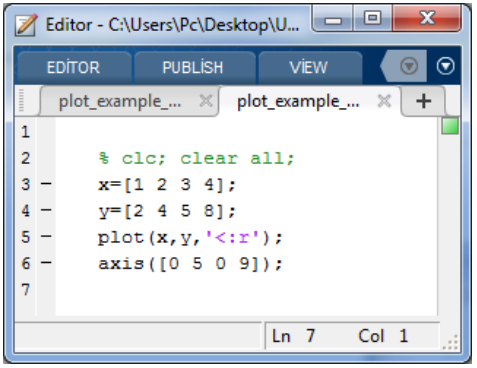 Editor - C:\Users\Pc\Desktop\U...
EDİTOR PUBLİSH VİEW
plot_example_... plot_example_... +
1
2 % clc; clear all;
3 – x=[1 2 3 4];
4 – y=[2 4 5 8];
5 – plot(x,y,'<:r');
6 – axis([0 5 0 9]);
7
Ln 7 Col 1